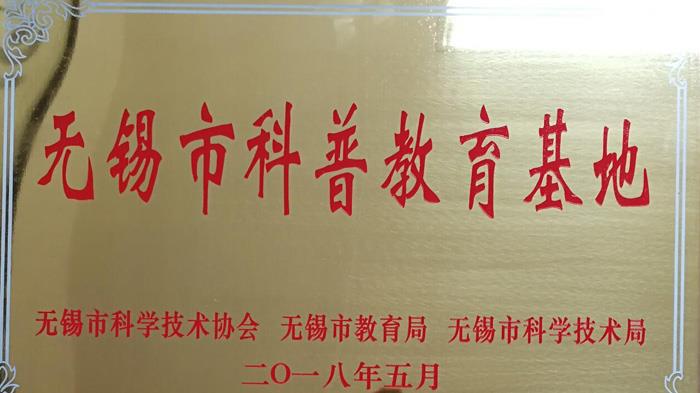 无锡市科普教育基地
无锡市科学技术协会 无锡市教育局 无锡市科学技术局
二〇一八年五月